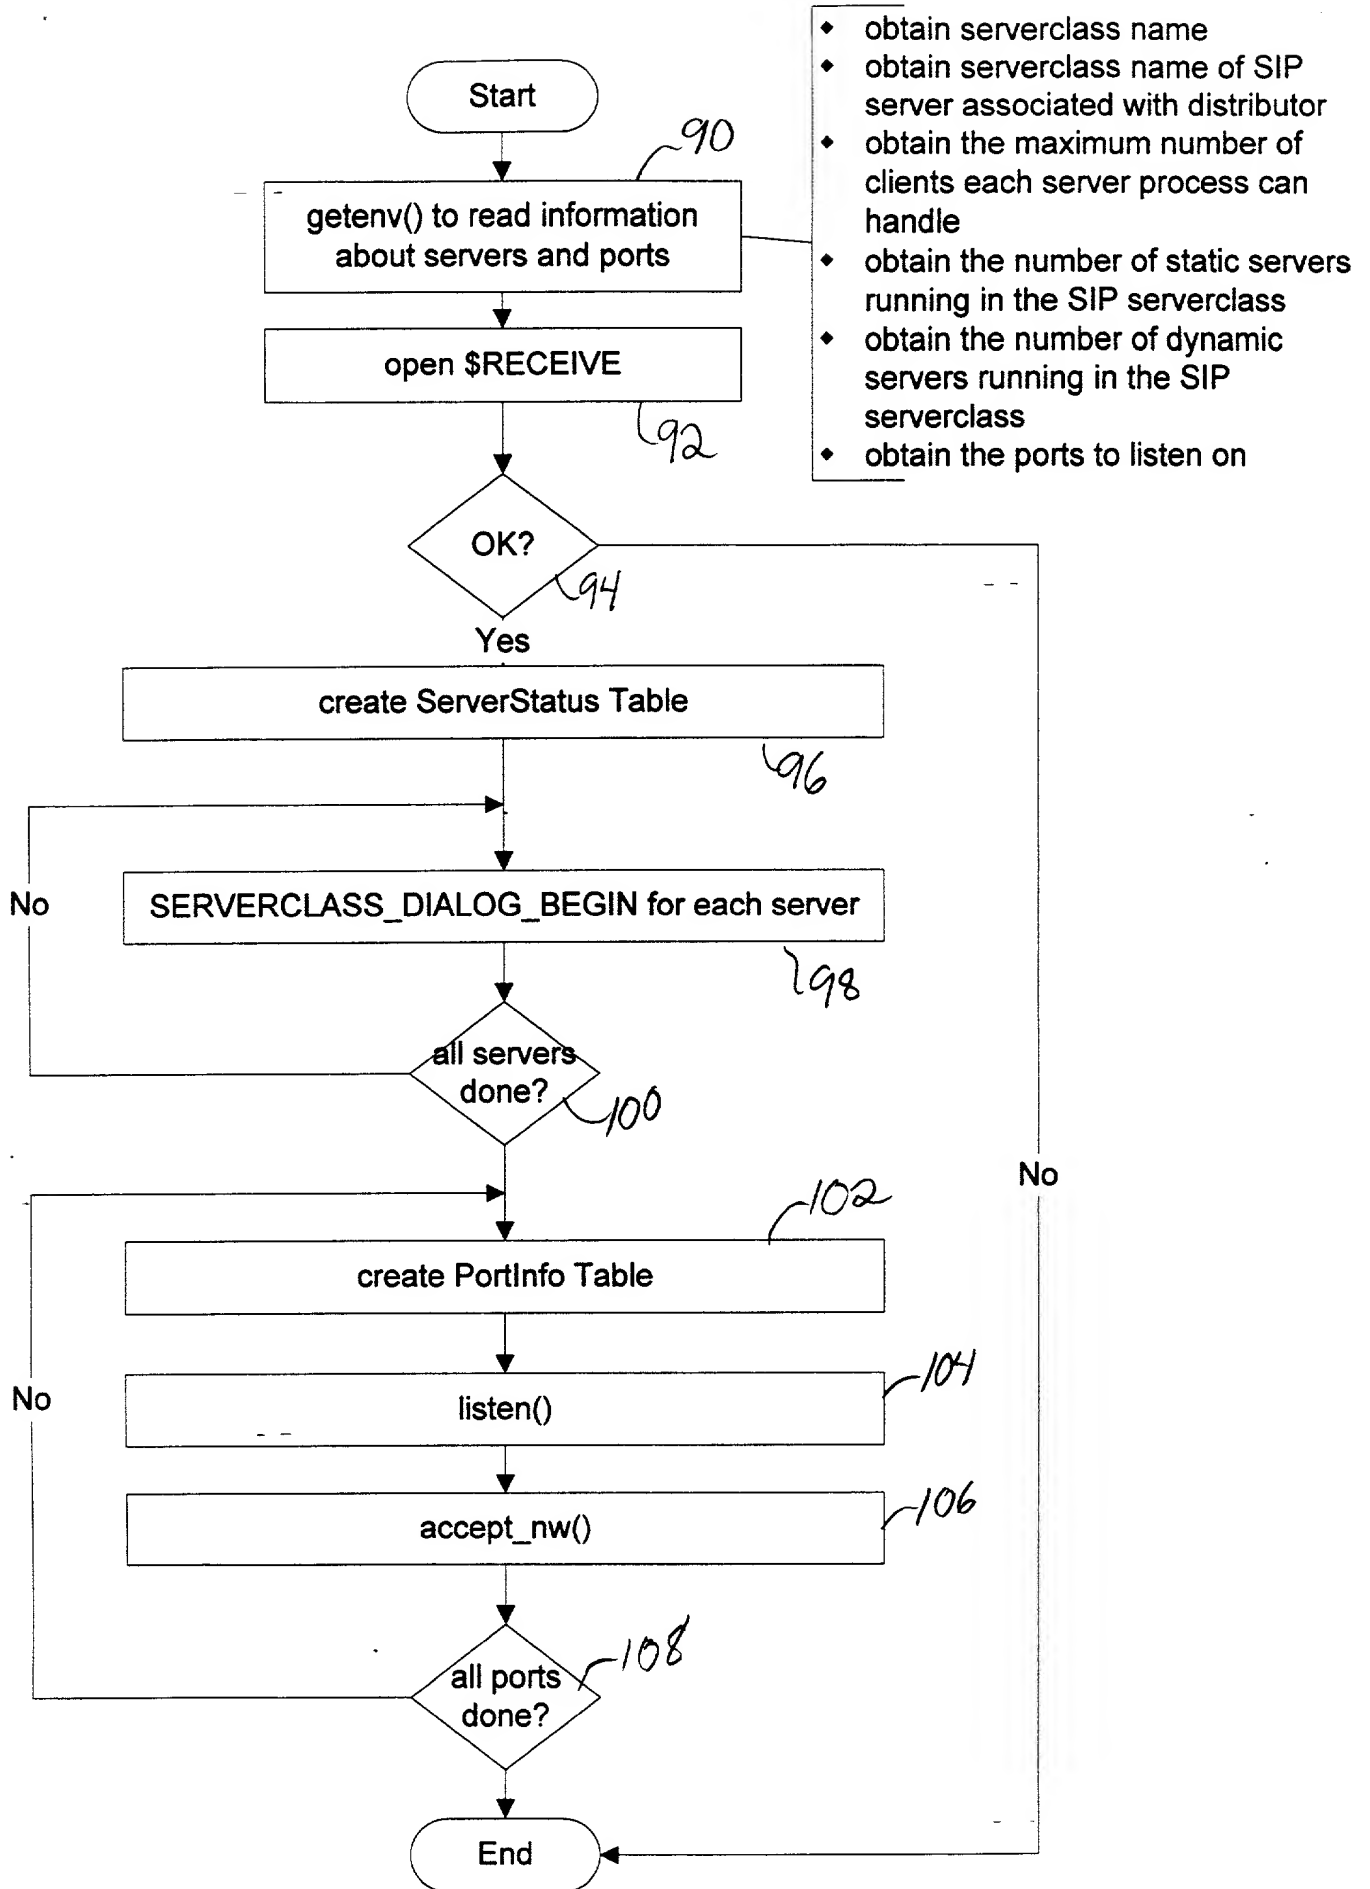 Start
90
getenv() to read information
about servers and ports
◆ obtain serverclass name
◆ obtain serverclass name of SIP
server associated with distributor
◆ obtain the maximum number of
clients each server process can
handle
◆ obtain the number of static servers
running in the SIP serverclass
◆ obtain the number of dynamic
servers running in the SIP
serverclass
◆ obtain the ports to listen on
open $RECEIVE
92
OK?
94
Yes
create ServerStatus Table
96
No
SERVERCLASS_DIALOG_BEGIN for each server
98
all servers
done?
100
No
102
create PortInfo Table
104
No
listen()
106
accept_nw()
108
all ports
done?
End